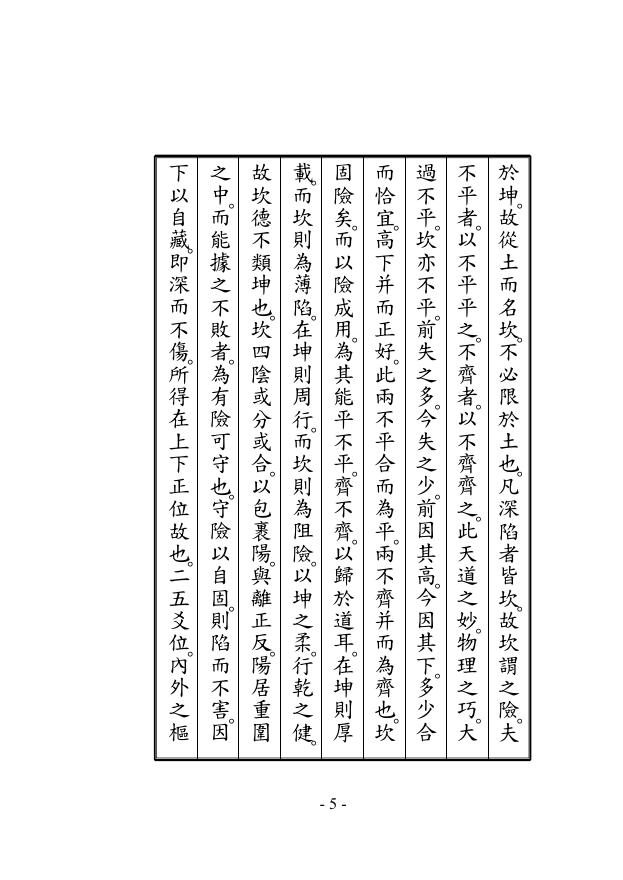 於坤。故從土而名坎。不必限於土也。凡深陷者皆坎。故坎謂之險。夫
不平者。以不平平之。不齊者。以不齊齊之。此天道之妙。物理之巧。大
過不平。坎亦不平。前失之多。今失之少。前因其高。今因其下。多少合
而恰宜。高下并而正好。此兩不平合而為平。兩不齊并而為齊也。坎
固險矣。而以險成用。為其能平不平。齊不齊。以歸於道耳。在坤則厚
載。而坎則為薄陷。在坤則周行。而坎則為阻險。以坤之柔。行乾之健。
故坎德不類坤也。坎四陰或分或合。以包裹陽。與離正反。陽居重圍
之中。而能據之不敗者。為有險可守也。守險以自固。則陷而不害。因
下以自藏。即深而不傷。所得在上下正位故也。二五爻位。內外之樞
- 5 -